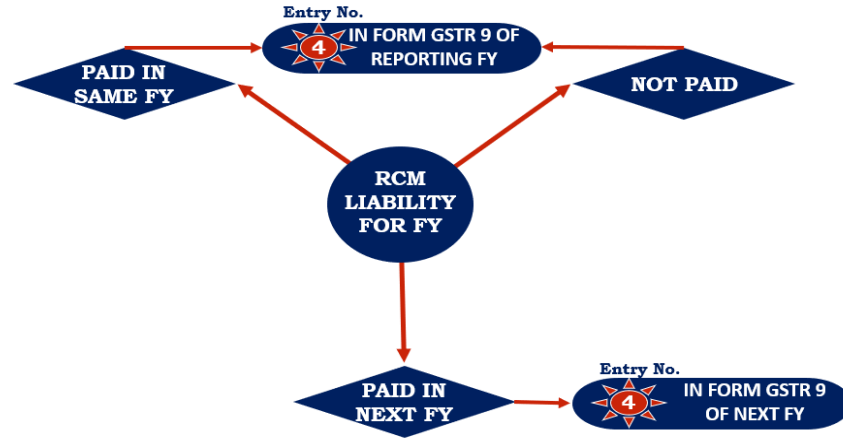 Entry No.
4 IN FORM GSTR 9 OF
REPORTING FY
PAID IN
SAME FY
NOT PAID
RCM
LIABILITY
FOR FY
PAID IN
NEXT FY
Entry No.
4 IN FORM GSTR 9
OF NEXT FY